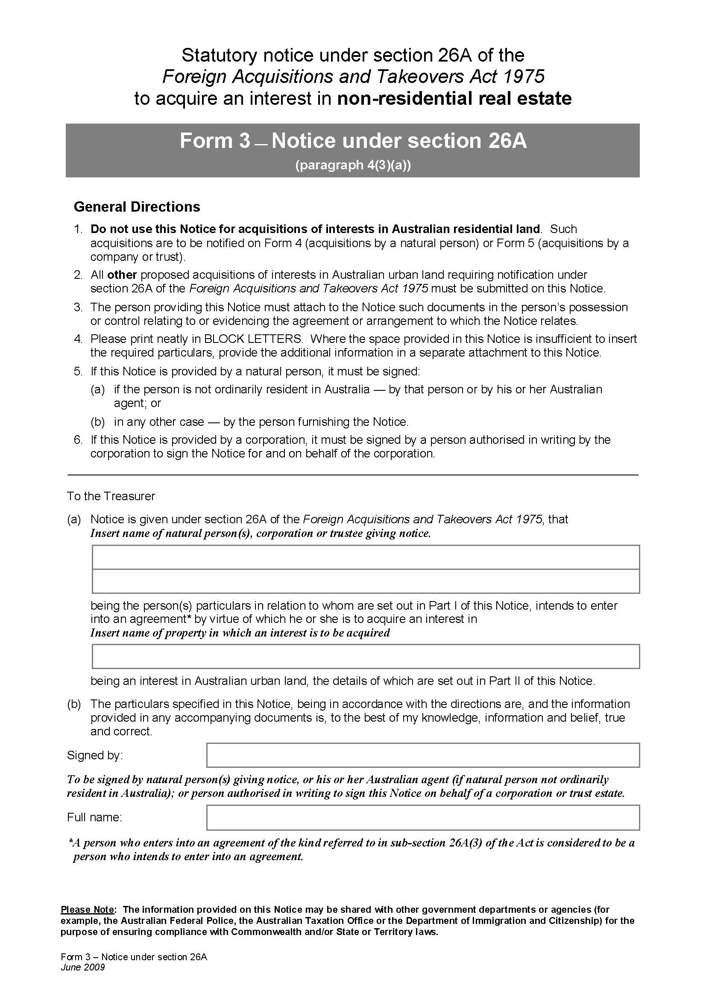 Statutory notice under section 26A of the
Foreign Acquisitions and Takeovers Act 1975
to acquire an interest in non-residential real estate
Form 3 — Notice under section 26A
(paragraph 4(3)(a))
General Directions
1. Do not use this Notice for acquisitions of interests in Australian residential land. Such
acquisitions are to be notified on Form 4 (acquisitions by a natural person) or Form 5 (acquisitions by a
company or trust).
2. All other proposed acquisitions of interests in Australian urban land requiring notification under
section 26A of the Foreign Acquisitions and Takeovers Act 1975 must be submitted on this Notice.
3. The person providing this Notice must attach to the Notice such documents in the person's possession
or control relating to or evidencing the agreement or arrangement to which the Notice relates.
4. Please print neatly in BLOCK LETTERS. Where the space provided in this Notice is insufficient to insert
the required particulars, provide the additional information in a separate attachment to this Notice.
5. If this Notice is provided by a natural person, it must be signed:
(a) if the person is not ordinarily resident in Australia — by that person or by his or her Australian
agent; or
(b) in any other case — by the person furnishing the Notice.
6. If this Notice is provided by a corporation, it must be signed by a person authorised in writing by the
corporation to sign the Notice for and on behalf of the corporation.
To the Treasurer
(a) Notice is given under section 26A of the Foreign Acquisitions and Takeovers Act 1975, that
Insert name of natural person(s), corporation or trustee giving notice.
being the person(s) particulars in relation to whom are set out in Part I of this Notice, intends to enter
into an agreement* by virtue of which he or she is to acquire an interest in
Insert name of property in which an interest is to be acquired
being an interest in Australian urban land, the details of which are set out in Part II of this Notice.
(b) The particulars specified in this Notice, being in accordance with the directions are, and the information
provided in any accompanying documents is, to the best of my knowledge, information and belief, true
and correct.
Signed by:
To be signed by natural person(s) giving notice, or his or her Australian agent (if natural person not ordinarily
resident in Australia); or person authorised in writing to sign this Notice on behalf of a corporation or trust estate.
Full name:
*A person who enters into an agreement of the kind referred to in sub-section 26A(3) of the Act is considered to be a
person who intends to enter into an agreement.
Please Note: The information provided on this Notice may be shared with other government departments or agencies (for
example, the Australian Federal Police, the Australian Taxation Office or the Department of Immigration and Citizenship) for the
purpose of ensuring compliance with Commonwealth and/or State or Territory laws.
Form 3 – Notice under section 26A
June 2009